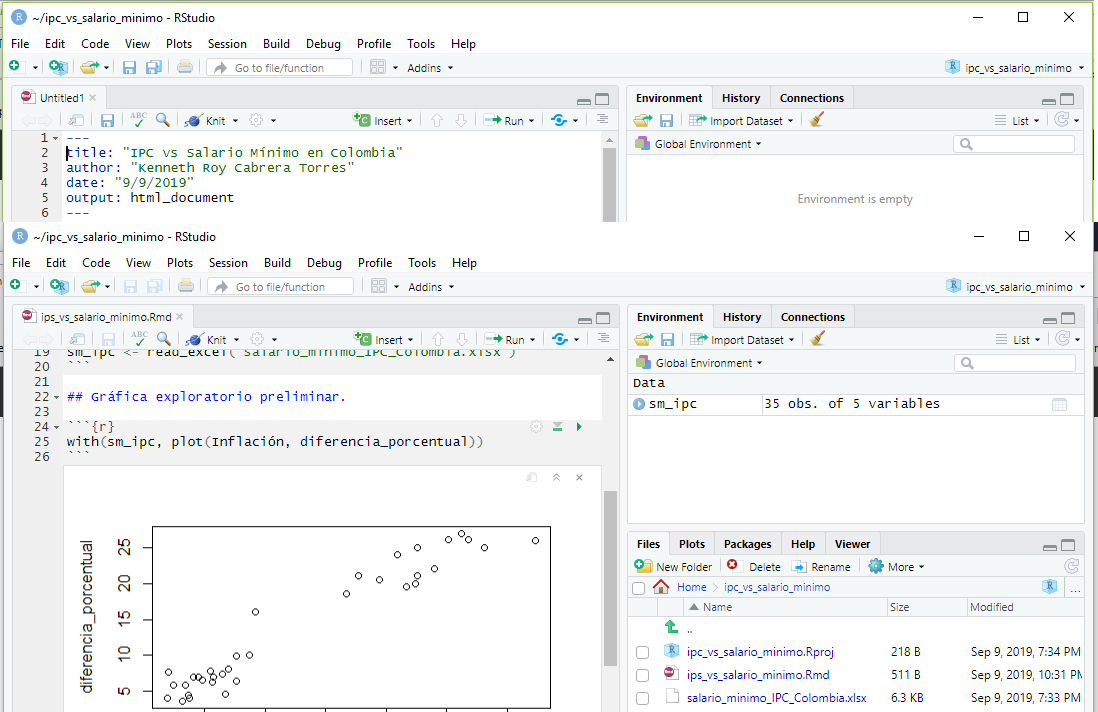 ~/ipc_vs_salario_minimo - RStudio
File Edit Code View Plots Session Build Debug Profile Tools Help
Go to file/function Addins ipc_vs_salario_minimo
Untitled1
ABC Knit Insert Run
1 ---
2 title: "IPC vs Salario Mínimo en Colombia"
3 author: "Kenneth Roy Cabrera Torres"
4 date: "9/9/2019"
5 output: html_document
6 ---
Environment History Connections
Import Dataset List
Global Environment
Environment is empty
~/ipc_vs_salario_minimo - RStudio
File Edit Code View Plots Session Build Debug Profile Tools Help
Go to file/function Addins ipc_vs_salario_minimo
ips_vs_salario_minimo.Rmd
ABC Knit Insert Run
19 sm_ipc <- read_excel("salario_minimo_IPC_Colombia.xlsx")
20 ```
21
22 ## Gráfica exploratorio preliminar.
23
24 ```{r}
25 with(sm_ipc, plot(Inflación, diferencia_porcentual))
26 ```
diferencia_porcentual
25
20
15
10
5
Environment History Connections
Import Dataset List
Global Environment
Data
sm_ipc 35 obs. of 5 variables
Files Plots Packages Help Viewer
New Folder Delete Rename More
Home ipc_vs_salario_minimo ...
Name Size Modified
..
ipc_vs_salario_minimo.Rproj 218 B Sep 9, 2019, 7:34 PM
ips_vs_salario_minimo.Rmd 511 B Sep 9, 2019, 10:31 PM
salario_minimo_IPC_Colombia.xlsx 6.3 KB Sep 9, 2019, 7:33 PM